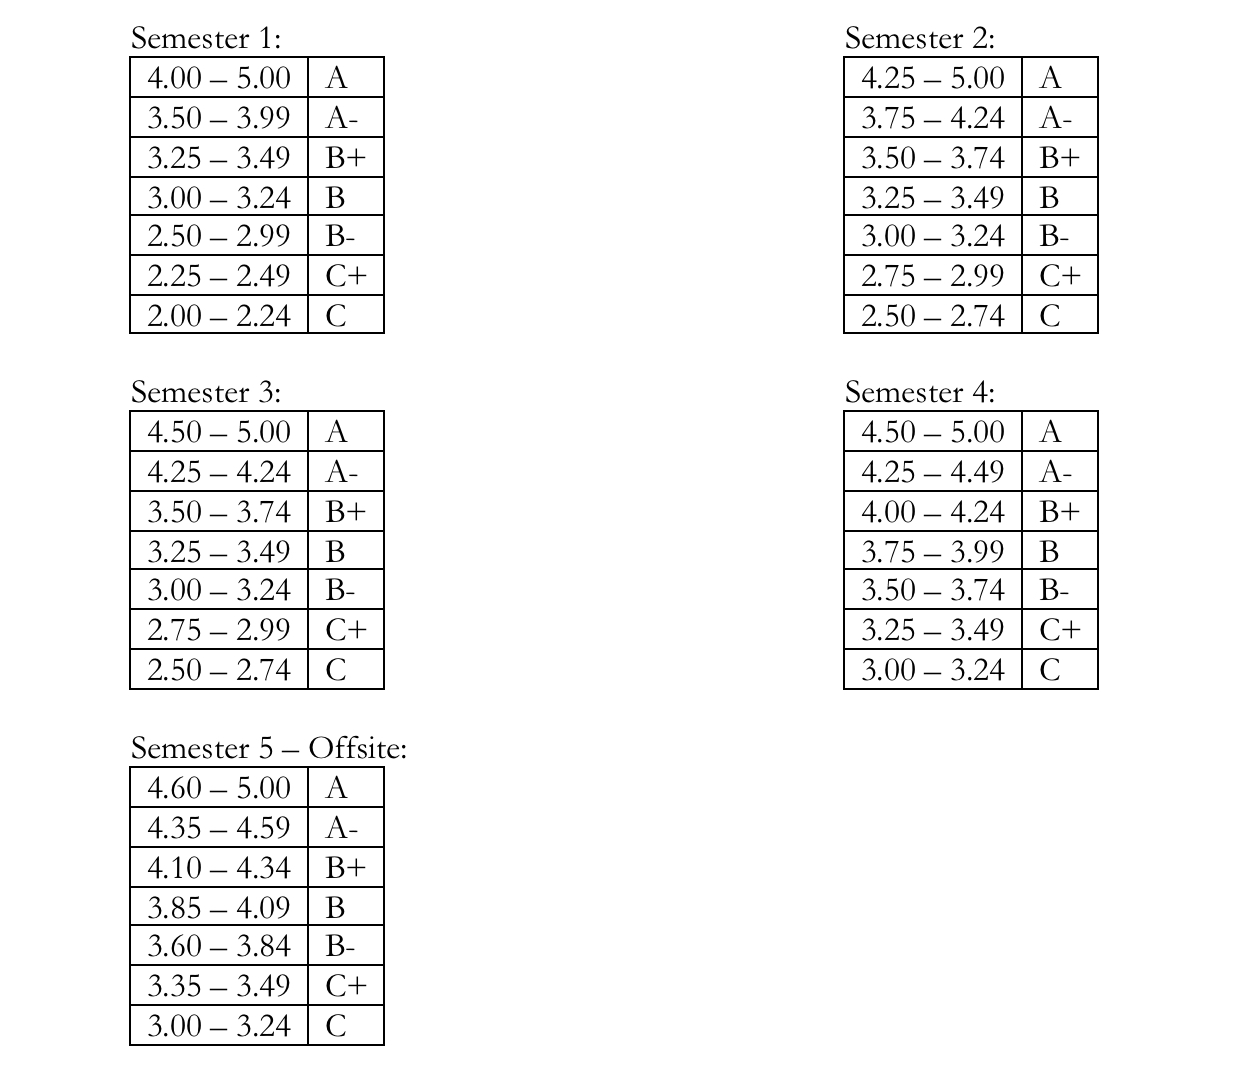 Semester 1:
4.00 – 5.00 A
3.50 – 3.99 A-
3.25 – 3.49 B+
3.00 – 3.24 B
2.50 – 2.99 B-
2.25 – 2.49 C+
2.00 – 2.24 C
Semester 2:
4.25 – 5.00 A
3.75 – 4.24 A-
3.50 – 3.74 B+
3.25 – 3.49 B
3.00 – 3.24 B-
2.75 – 2.99 C+
2.50 – 2.74 C
Semester 3:
4.50 – 5.00 A
4.25 – 4.24 A-
3.50 – 3.74 B+
3.25 – 3.49 B
3.00 – 3.24 B-
2.75 – 2.99 C+
2.50 – 2.74 C
Semester 4:
4.50 – 5.00 A
4.25 – 4.49 A-
4.00 – 4.24 B+
3.75 – 3.99 B
3.50 – 3.74 B-
3.25 – 3.49 C+
3.00 – 3.24 C
Semester 5 – Offsite:
4.60 – 5.00 A
4.35 – 4.59 A-
4.10 – 4.34 B+
3.85 – 4.09 B
3.60 – 3.84 B-
3.35 – 3.49 C+
3.00 – 3.24 C